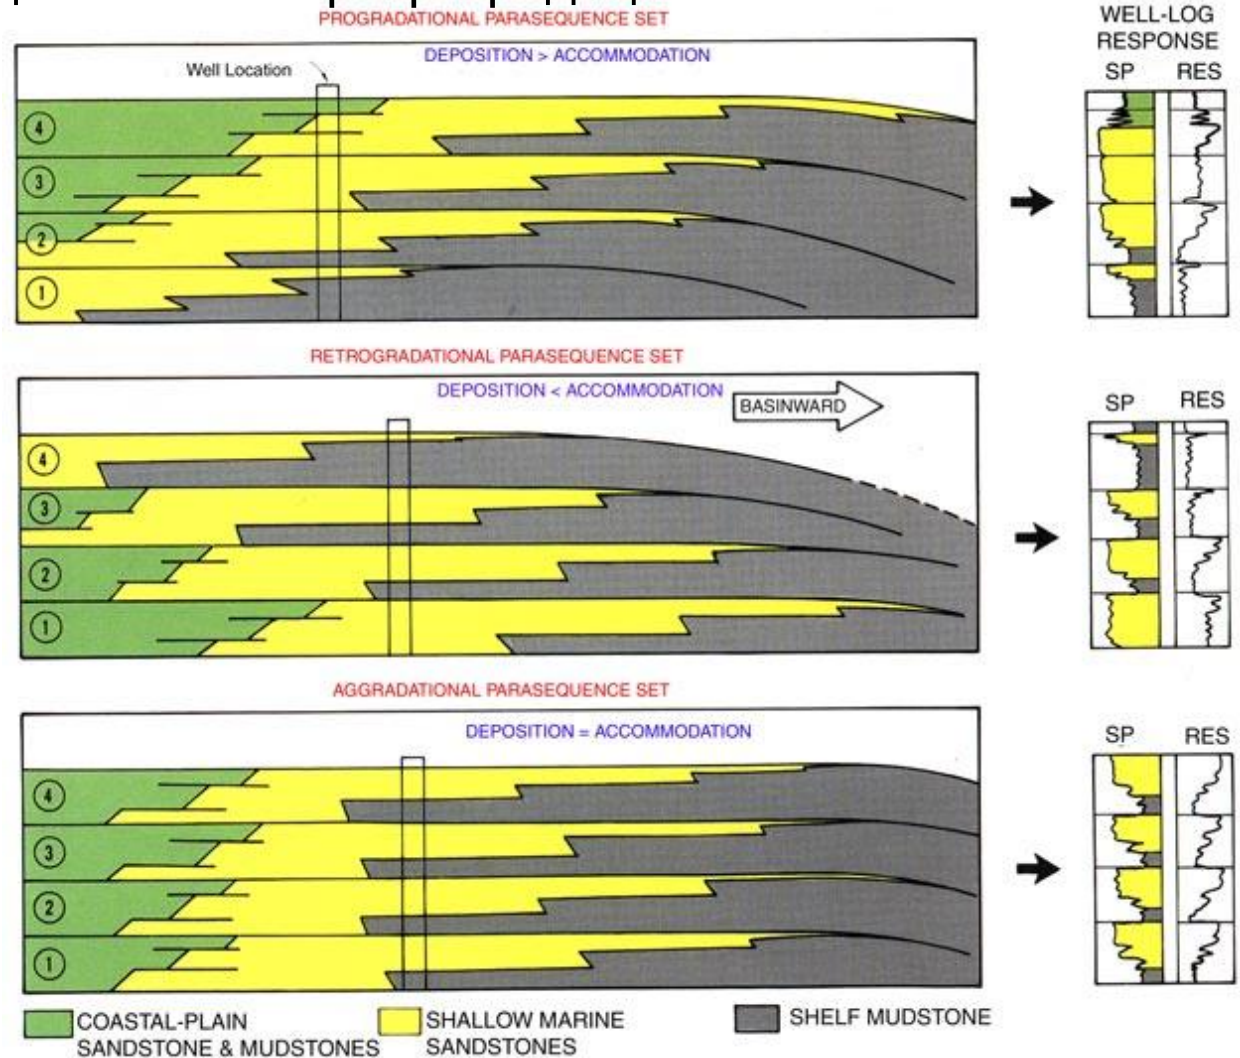 PROGRADATIONAL PARASEQUENCE SET
DEPOSITION > ACCOMMODATION
Well Location
4
3
2
1
WELL-LOG
RESPONSE
SP RES
RETROGRADATIONAL PARASEQUENCE SET
DEPOSITION < ACCOMMODATION
BASINWARD
4
3
2
1
SP RES
AGGRADATIONAL PARASEQUENCE SET
DEPOSITION = ACCOMMODATION
4
3
2
1
SP RES
COASTAL-PLAIN
SANDSTONE & MUDSTONES
SHALLOW MARINE
SANDSTONES
SHELF MUDSTONE